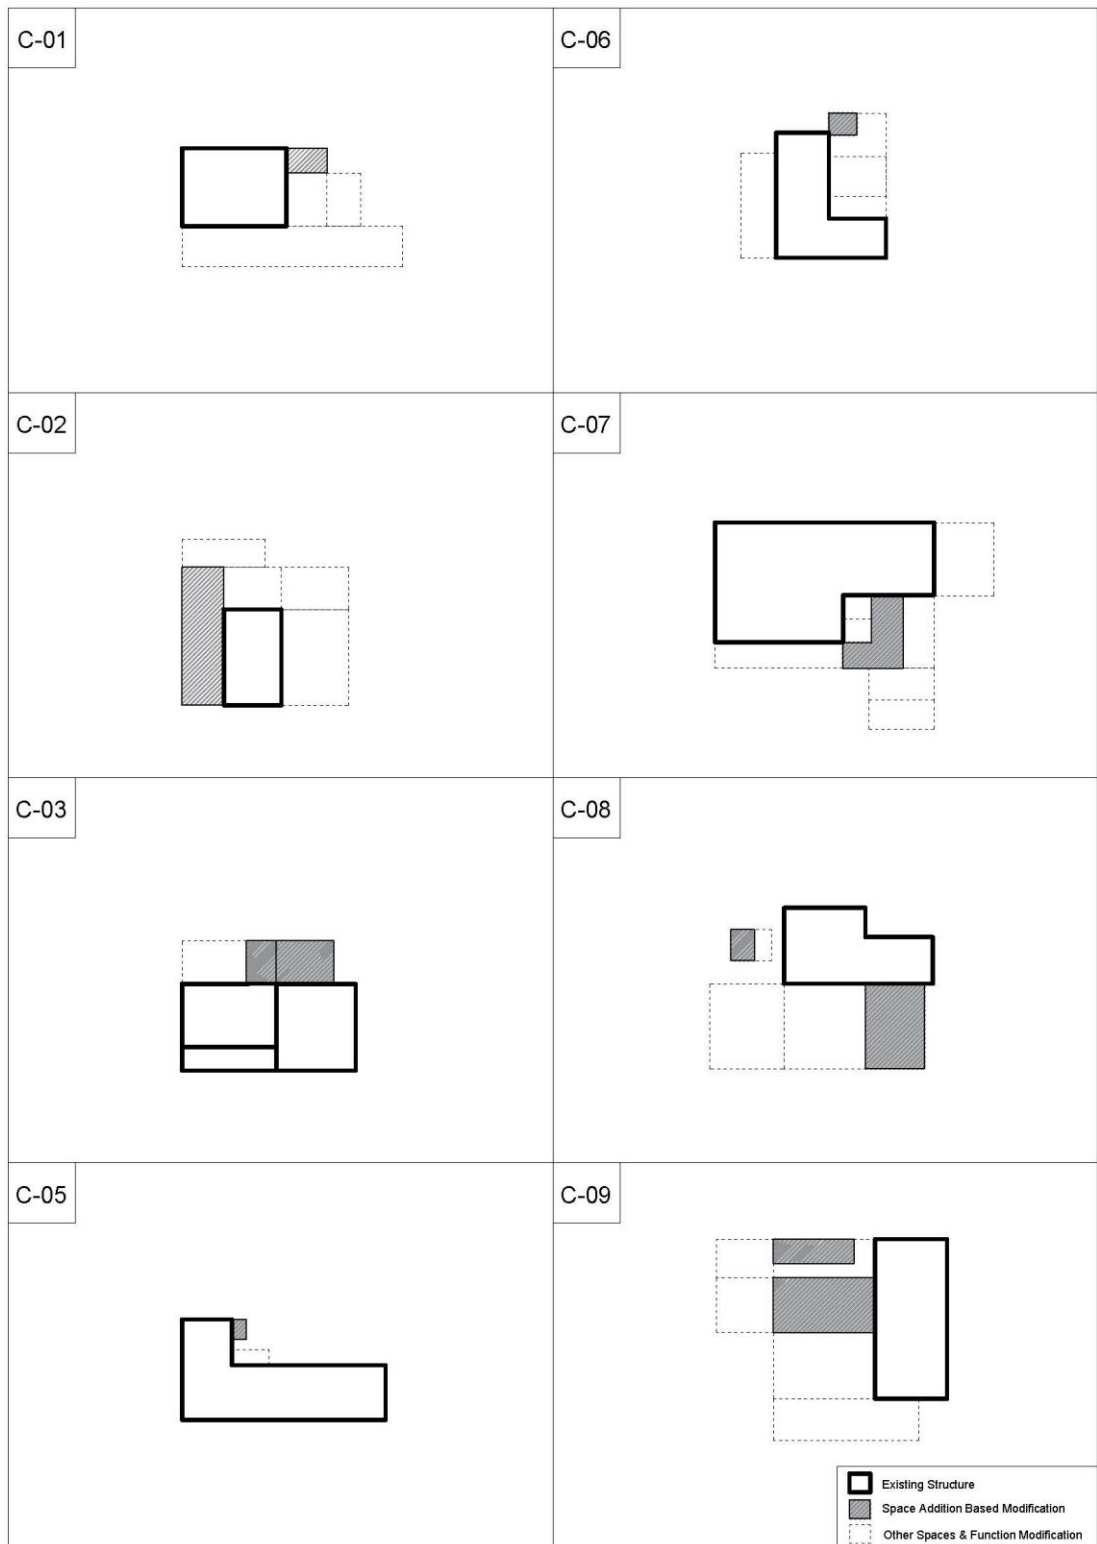 C-01
C-06
C-02
C-07
C-03
C-08
C-05
C-09
Existing Structure
Space Addition Based Modification
Other Spaces & Function Modification